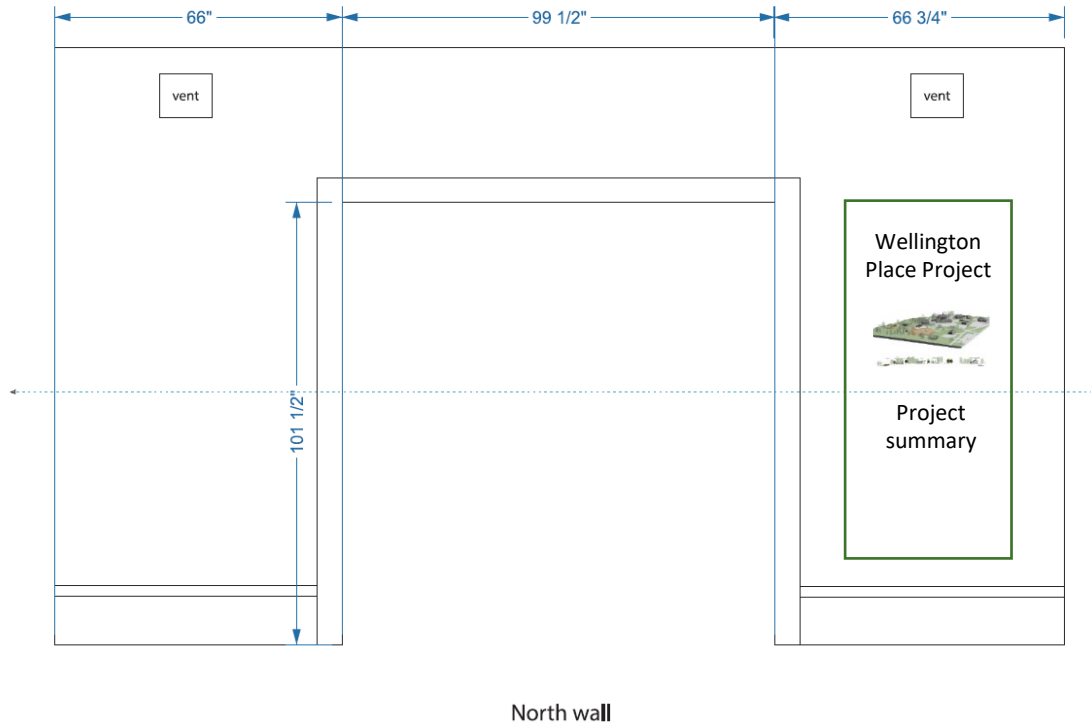 66" 99 1/2" 66 3/4"
vent vent
Wellington
Place Project
101 1/2"
Project
summary
North wall